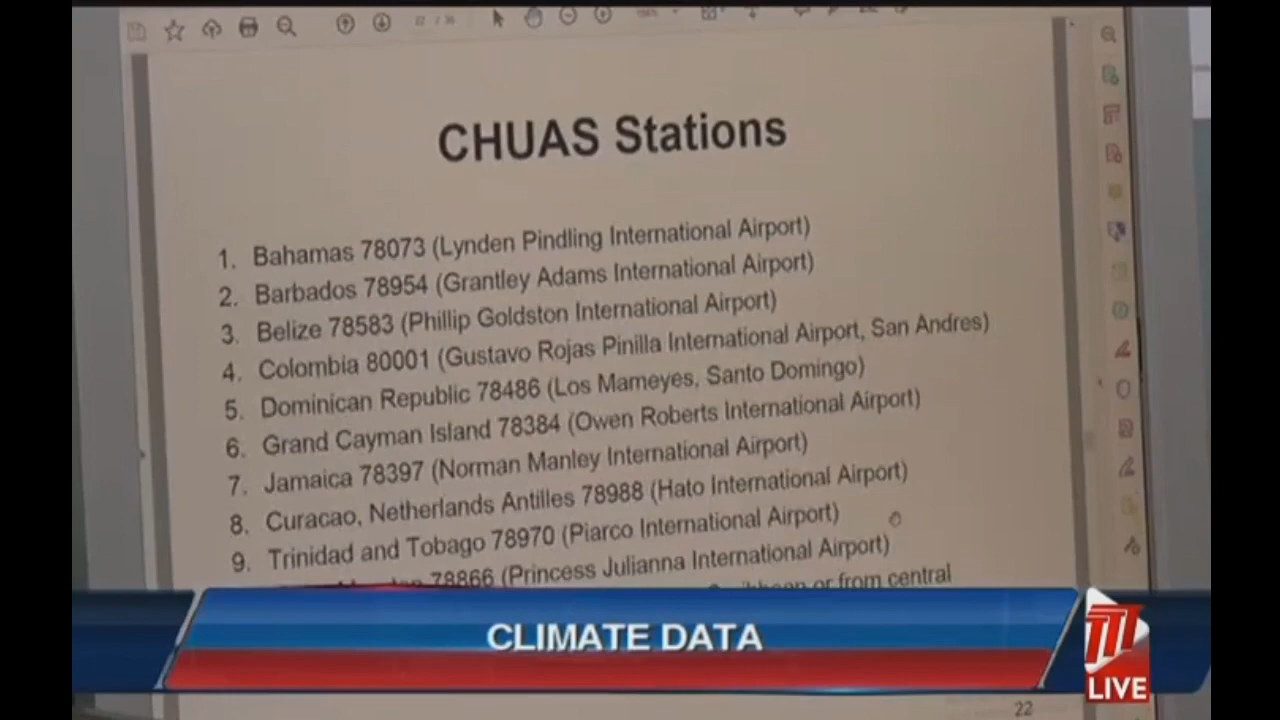 CHUAS Stations
1. Bahamas 78073 (Lynden Pindling International Airport)
2. Barbados 78954 (Grantley Adams International Airport)
3. Belize 78583 (Phillip Goldston International Airport)
4. Colombia 80001 (Gustavo Rojas Pinilla International Airport, San Andres)
5. Dominican Republic 78486 (Los Mameyes, Santo Domingo)
6. Grand Cayman Island 78384 (Owen Roberts International Airport)
7. Jamaica 78397 (Norman Manley International Airport)
8. Curacao, Netherlands Antilles 78988 (Hato International Airport)
9. Trinidad and Tobago 78970 (Piarco International Airport)
78866 (Princess Julianna International Airport)
or from central
CLIMATE DATA
LIVE
22